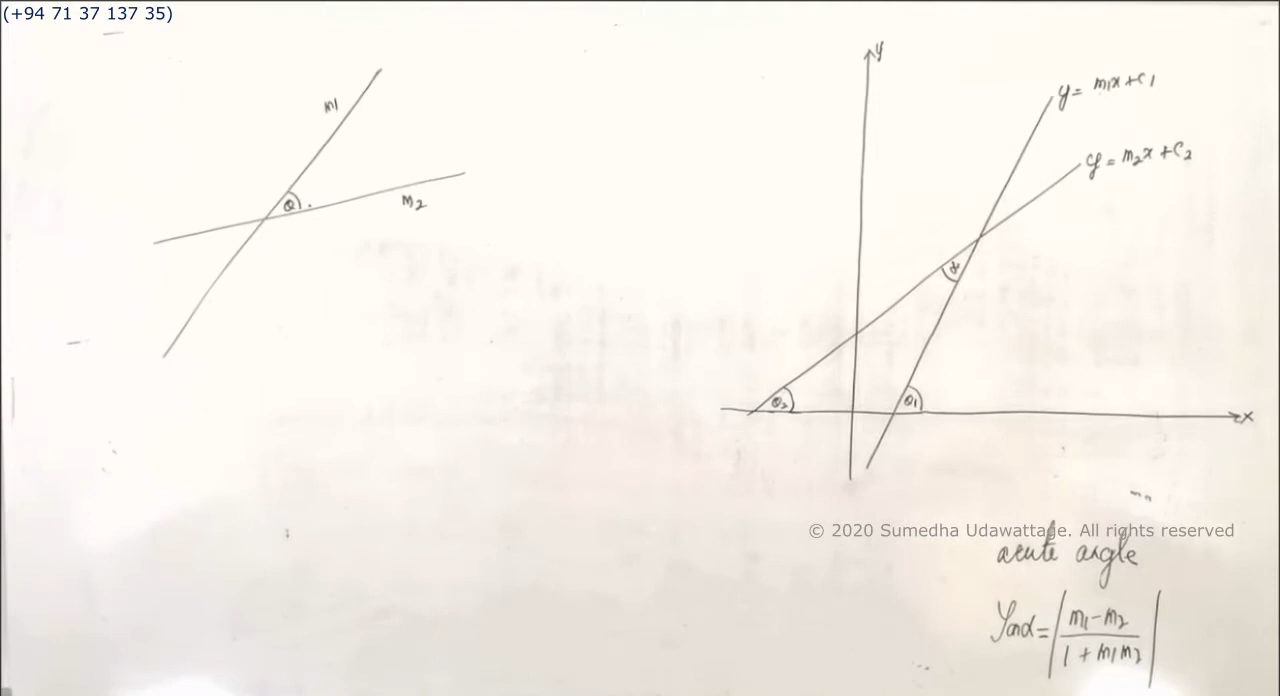 (+94 71 37 137 35)
m1
θ
m2
y
y = m1x + c1
y = m2x + c2
α
θ2
θ1
x
© 2020 Sumedha Udawattage. All rights reserved
acute angle
Tanα = | m1 - m2 / 1 + m1m2 |